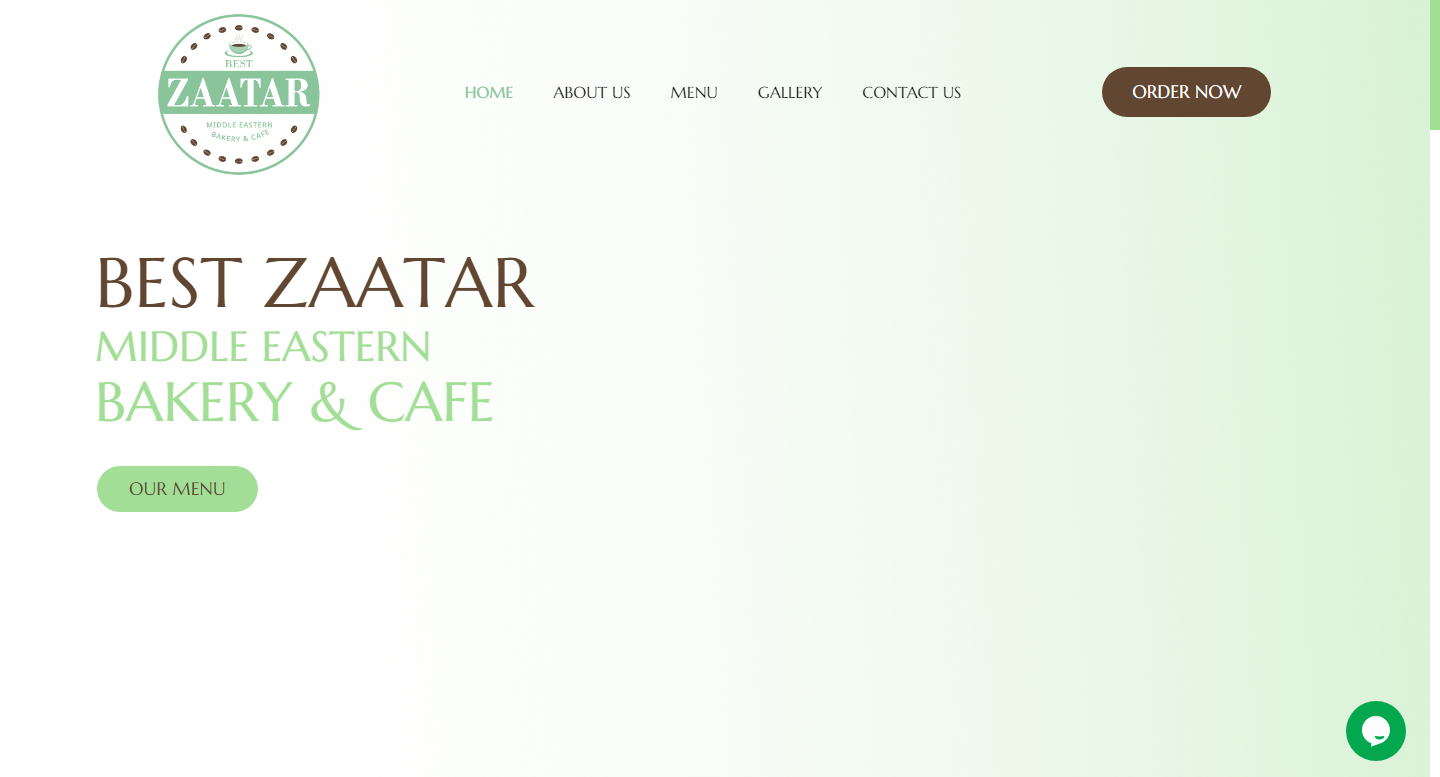 BEST
ZAATAR
MIDDLE EASTERN
BAKERY & CAFE
HOME
ABOUT US
MENU
GALLERY
CONTACT US
ORDER NOW
BEST ZAATAR
MIDDLE EASTERN
BAKERY & CAFE
OUR MENU